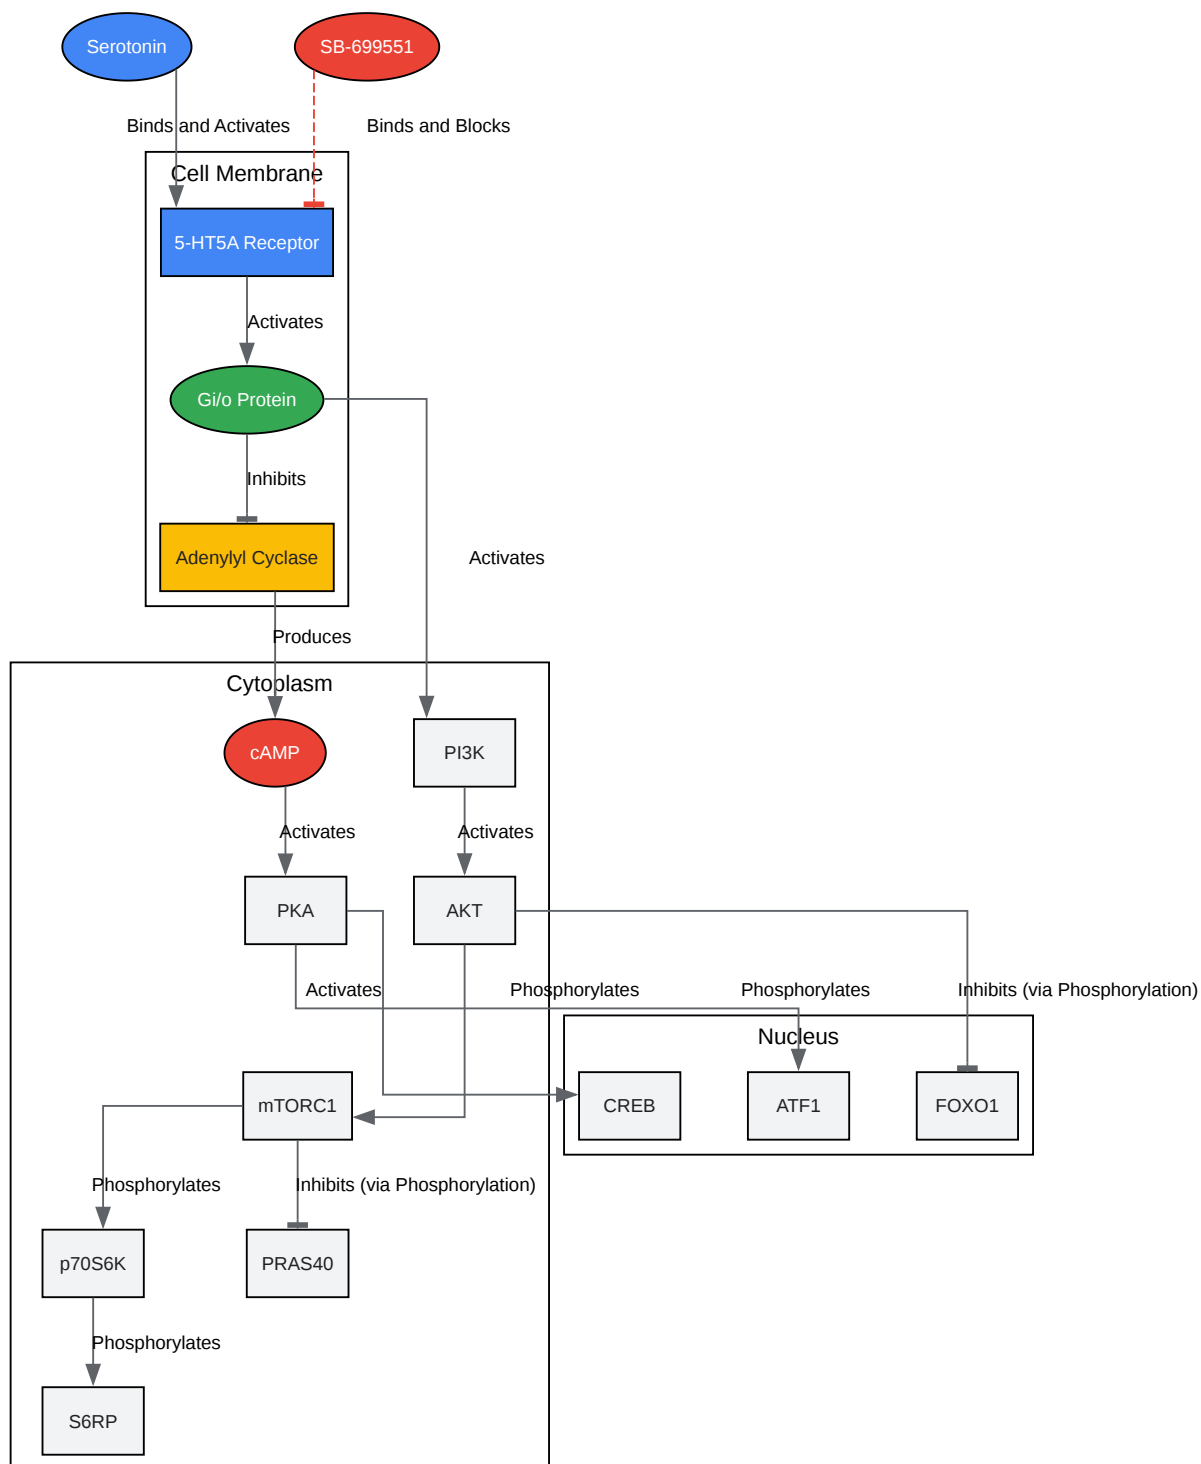 Serotonin
SB-699551
Binds and Activates
Binds and Blocks
Cell Membrane
5-HT5A Receptor
Activates
Gi/o Protein
Inhibits
Adenylyl Cyclase
Activates
Produces
Cytoplasm
cAMP
PI3K
Activates
Activates
PKA
AKT
Activates
Phosphorylates
Phosphorylates
Inhibits (via Phosphorylation)
Nucleus
mTORC1
CREB
ATF1
FOXO1
Phosphorylates
Inhibits (via Phosphorylation)
p70S6K
PRAS40
Phosphorylates
S6RP